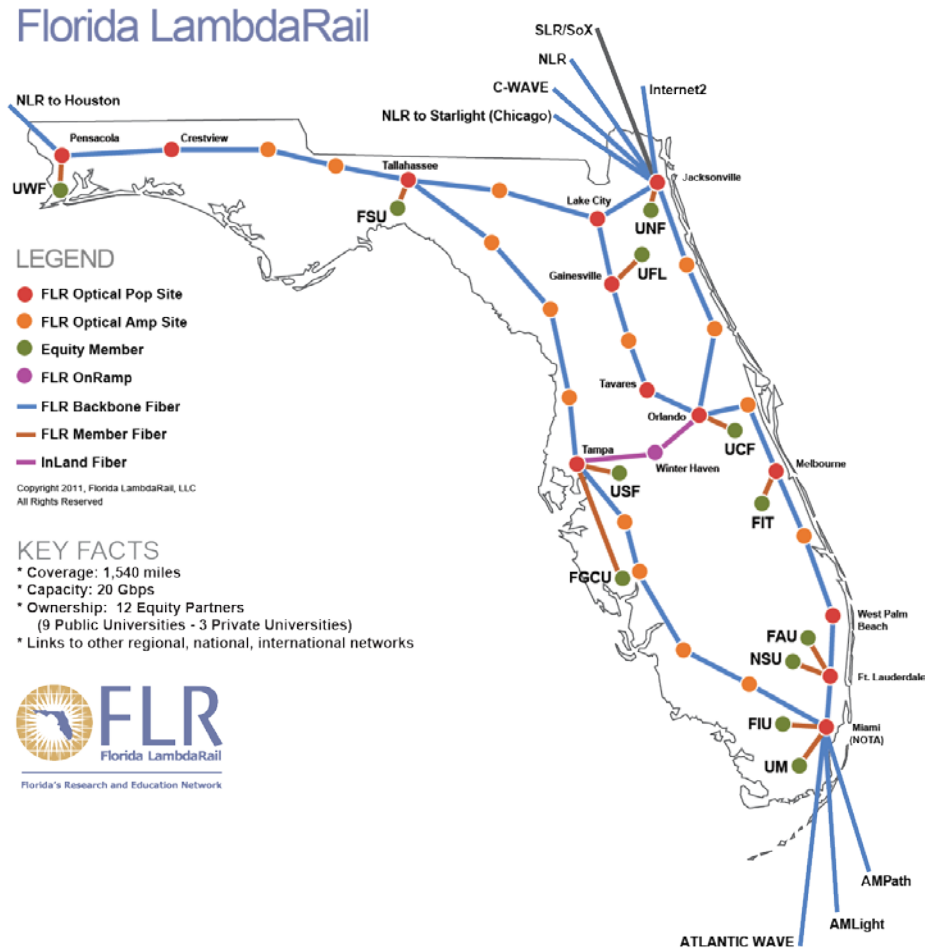 Florida LambdaRail
SLR/SoX
NLR
C-WAVE
Internet2
NLR to Houston
NLR to Starlight (Chicago)
Pensacola
Crestview
Tallahassee
Jacksonville
UWF
FSU
Lake City
UNF
UFL
Gainesville
LEGEND
FLR Optical Pop Site
FLR Optical Amp Site
Equity Member
FLR OnRamp
FLR Backbone Fiber
FLR Member Fiber
InLand Fiber
Copyright 2011, Florida LambdaRail, LLC
All Rights Reserved
Tavares
Orlando
UCF
Tampa
Winter Haven
Melbourne
USF
FIT
FGCU
KEY FACTS
* Coverage: 1,540 miles
* Capacity: 20 Gbps
* Ownership: 12 Equity Partners
(9 Public Universities - 3 Private Universities)
* Links to other regional, national, international networks
West Palm
Beach
FAU
NSU
Ft. Lauderdale
FIU
Miami
(NOTA)
UM
FLR
Florida LambdaRail
Florida's Research and Education Network
AMPath
AMLight
ATLANTIC WAVE